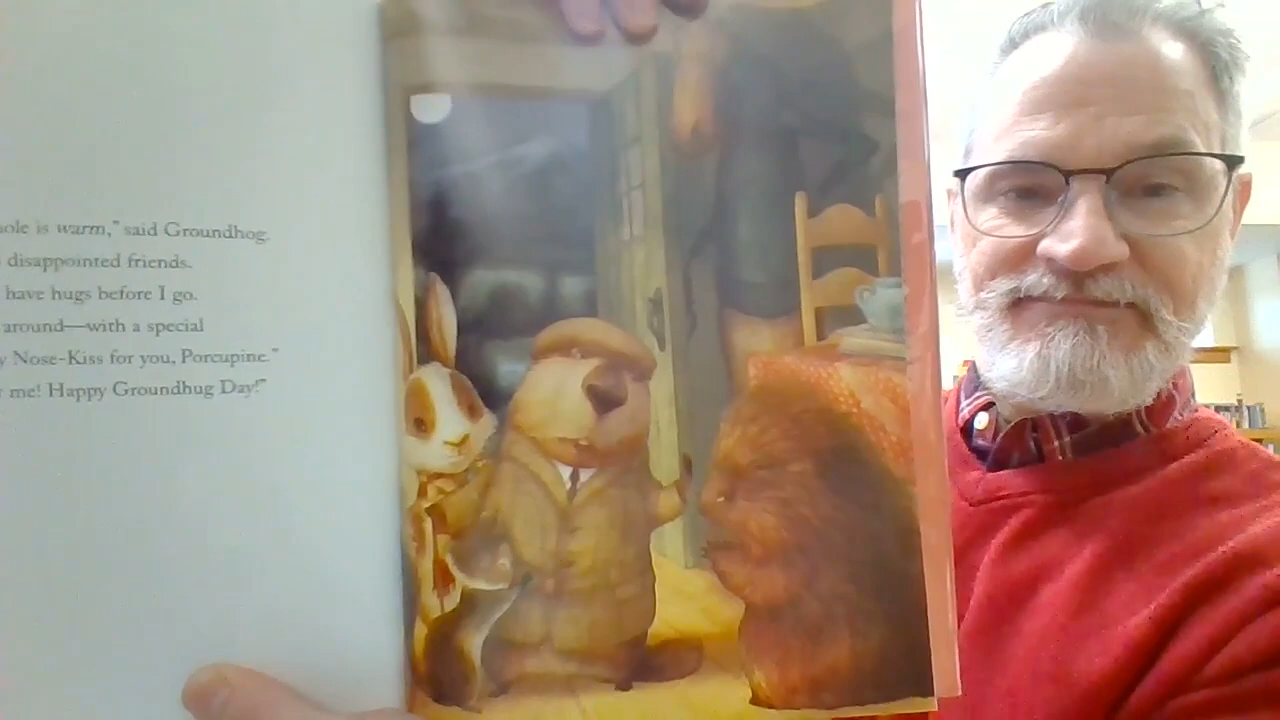 is warm,” said Groundhog.
disappointed friends.
have hugs before I go.
around—with a special
Nose-Kiss for you, Porcupine.”
me! Happy Groundhug Day!”